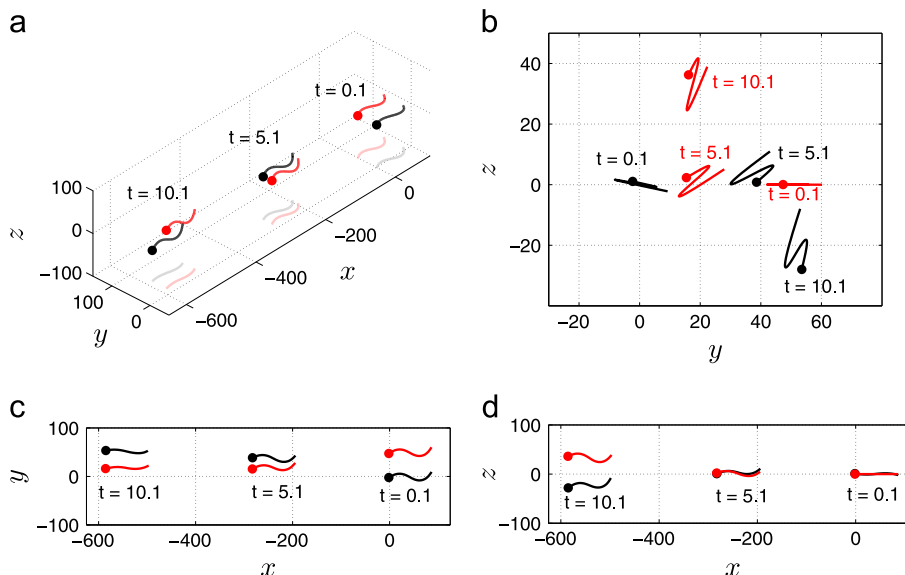 a
t = 0.1
t = 5.1
t = 10.1
100
0
−100
z
100
0
y
−600
−400
−200
0
x
b
40
20
0
−20
z
t = 10.1
t = 0.1
t = 5.1
t = 5.1
t = 0.1
t = 10.1
−20
0
20
40
60
y
c
100
0
−100
y
t = 10.1
t = 5.1
t = 0.1
−600
−400
−200
0
x
d
100
0
−100
z
t = 10.1
t = 5.1
t = 0.1
−600
−400
−200
0
x